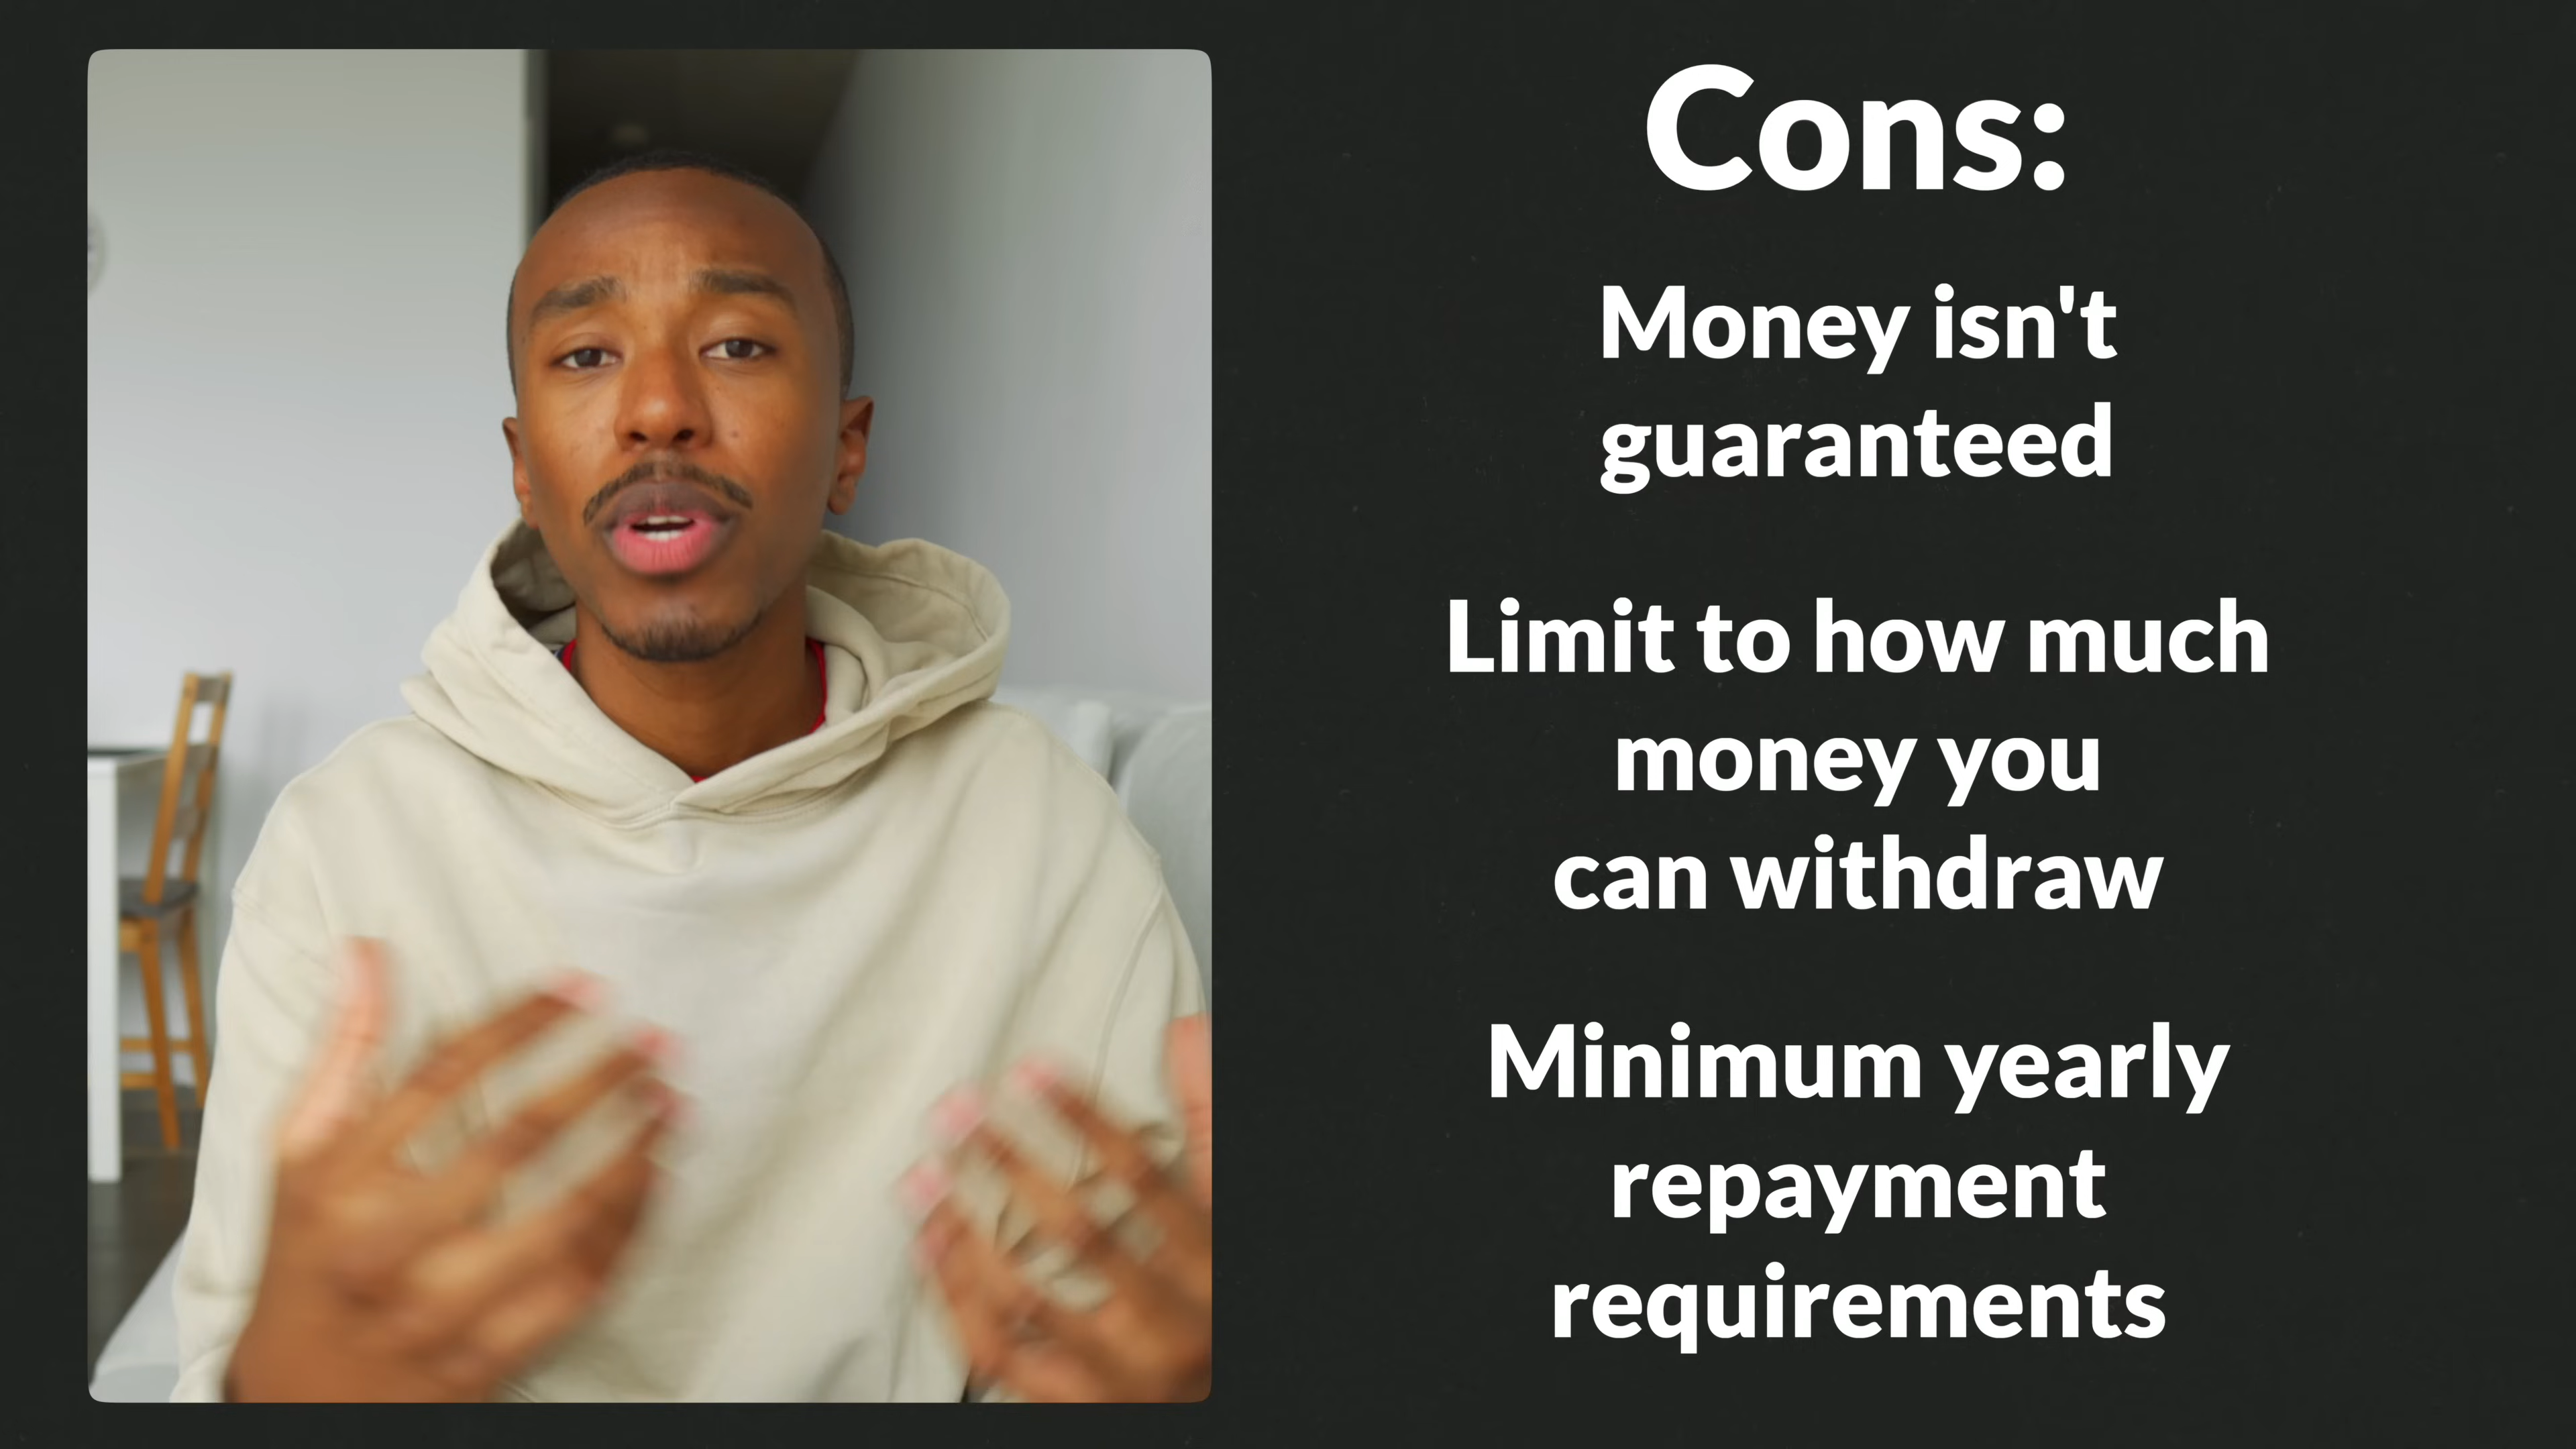 Cons:
Money isn't
guaranteed
Limit to how much
money you
can withdraw
Minimum yearly
repayment
requirements